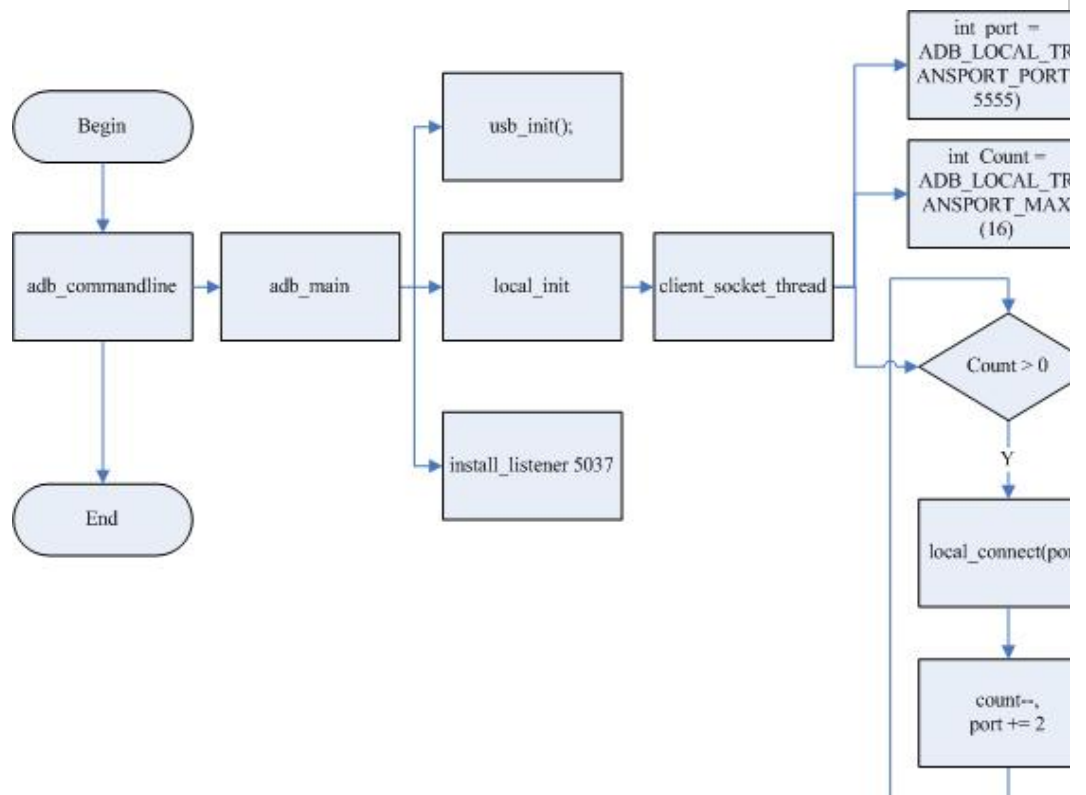 Begin
adb_commandline
End
adb_main
usb_init();
local_init
install_listener 5037
client_socket_thread
int port =
ADB_LOCAL_TR
ANSPORT_PORT
5555)
int Count =
ADB_LOCAL_TR
ANSPORT_MAX
(16)
Count > 0
Y
local_connect(por
count--,
port += 2